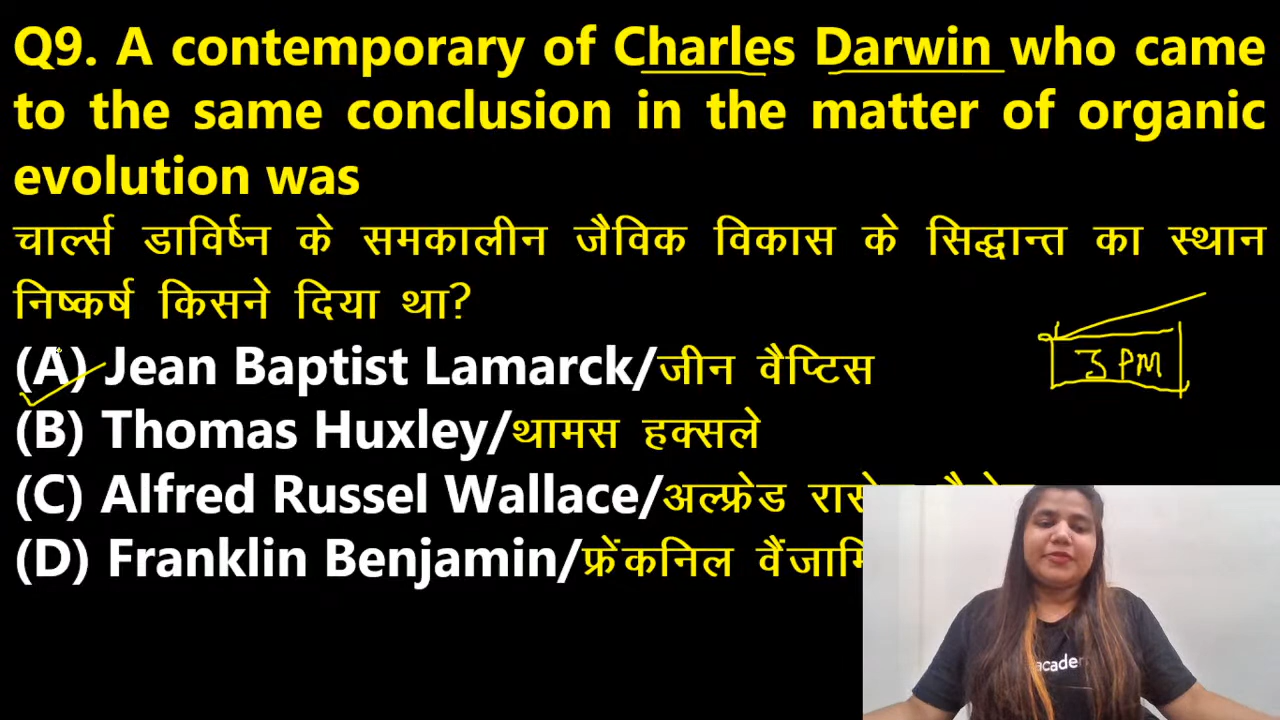 Q9. A contemporary of Charles Darwin who came
to the same conclusion in the matter of organic
evolution was
चार्ल्स डाविर्ष्न के समकालीन जैविक विकास के सिद्धान्त का स्थान
निष्कर्ष किसने दिया था?
(A) Jean Baptist Lamarck/जीन वैप्टिस
3 PM
(B) Thomas Huxley/थामस हक्सले
(C) Alfred Russel Wallace/अल्फ्रेड
(D) Franklin Benjamin/फ्रेंकनिल
academ